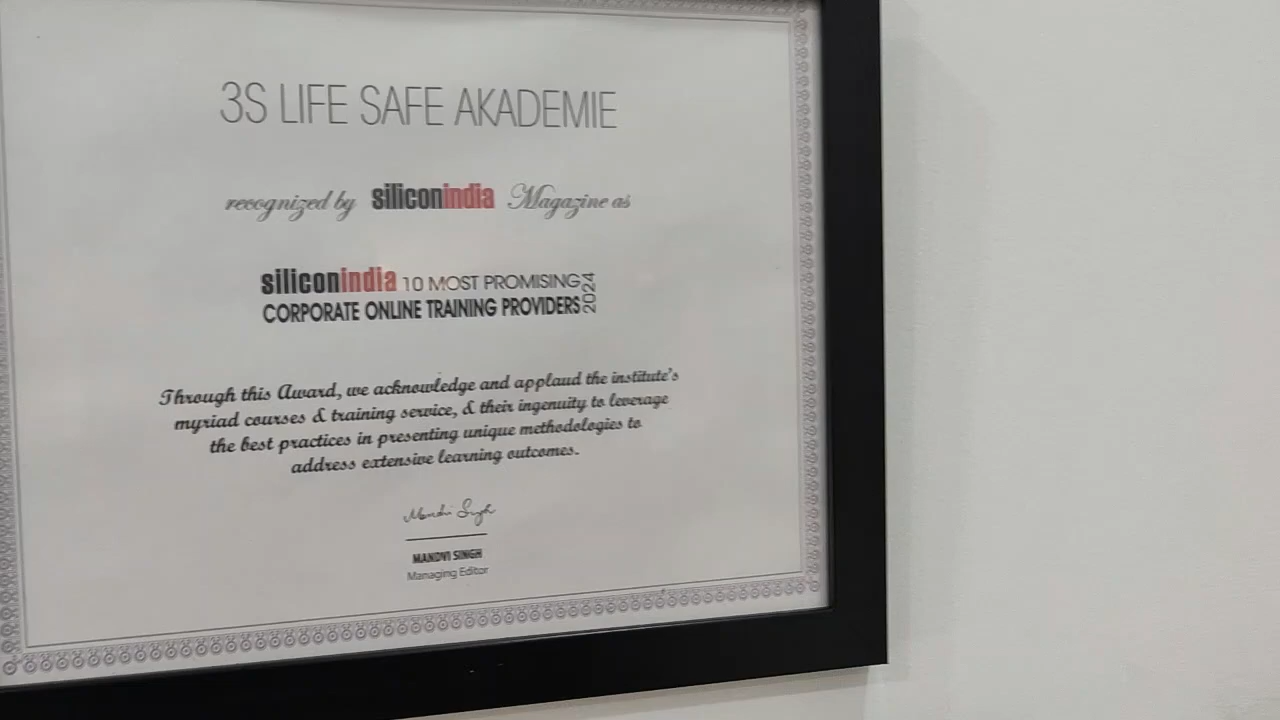 3S LIFE SAFE AKADEMIE
recognized by siliconindia Magazine as
siliconindia 10 MOST PROMISING
CORPORATE ONLINE TRAINING PROVIDERS 2024
Through this Award, we acknowledge and applaud the institute's
myriad courses & training service, & their ingenuity to leverage
the best practices in presenting unique methodologies to
address extensive learning outcomes.
Mandvi Singh
MANDVI SINGH
Managing Editor